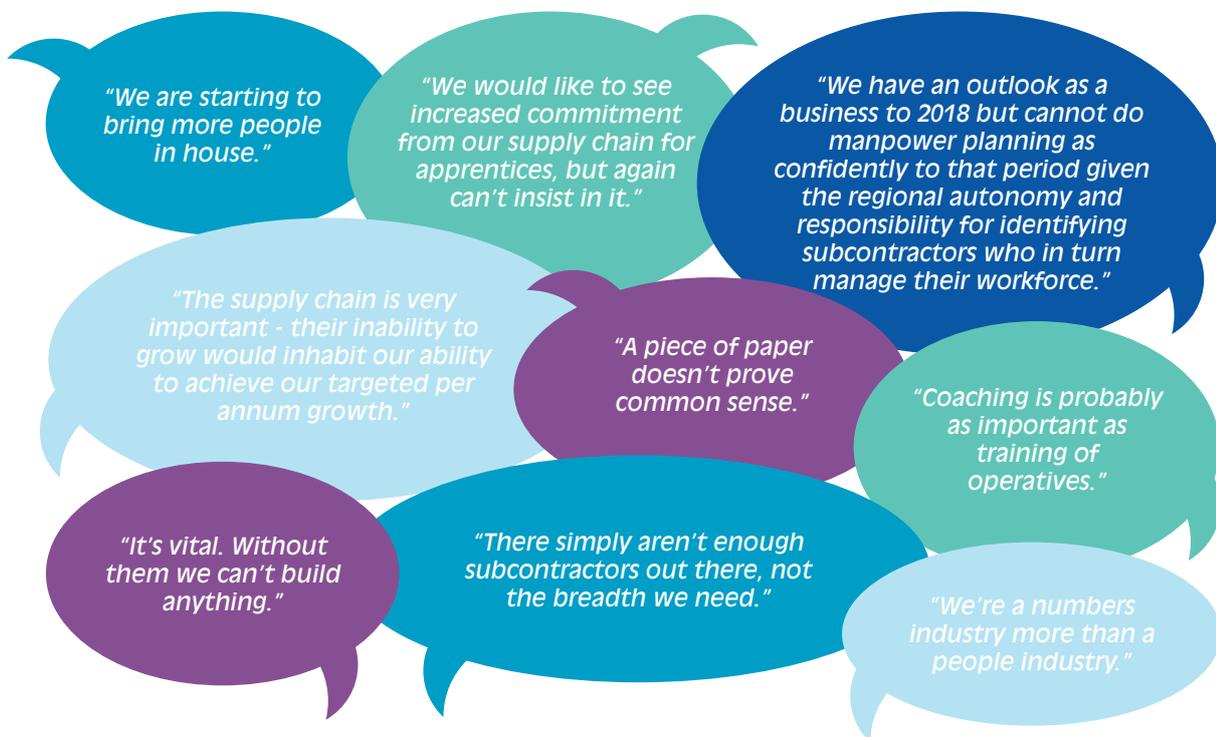 “We are starting to
bring more people
in house.”
“We would like to see
increased commitment
from our supply chain for
apprentices, but again
can’t insist in it.”
“We have an outlook as a
business to 2018 but cannot do
manpower planning as
confidently to that period given
the regional autonomy and
responsibility for identifying
subcontractors who in turn
manage their workforce.”
“The supply chain is very
important - their inability to
grow would inhabit our ability
to achieve our targeted per
annum growth.”
“A piece of paper
doesn’t prove
common sense.”
“Coaching is probably
as important as
training of
operatives.”
“It’s vital. Without
them we can’t build
anything.”
“There simply aren’t enough
subcontractors out there, not
the breadth we need.”
“We’re a numbers
industry more than a
people industry.”